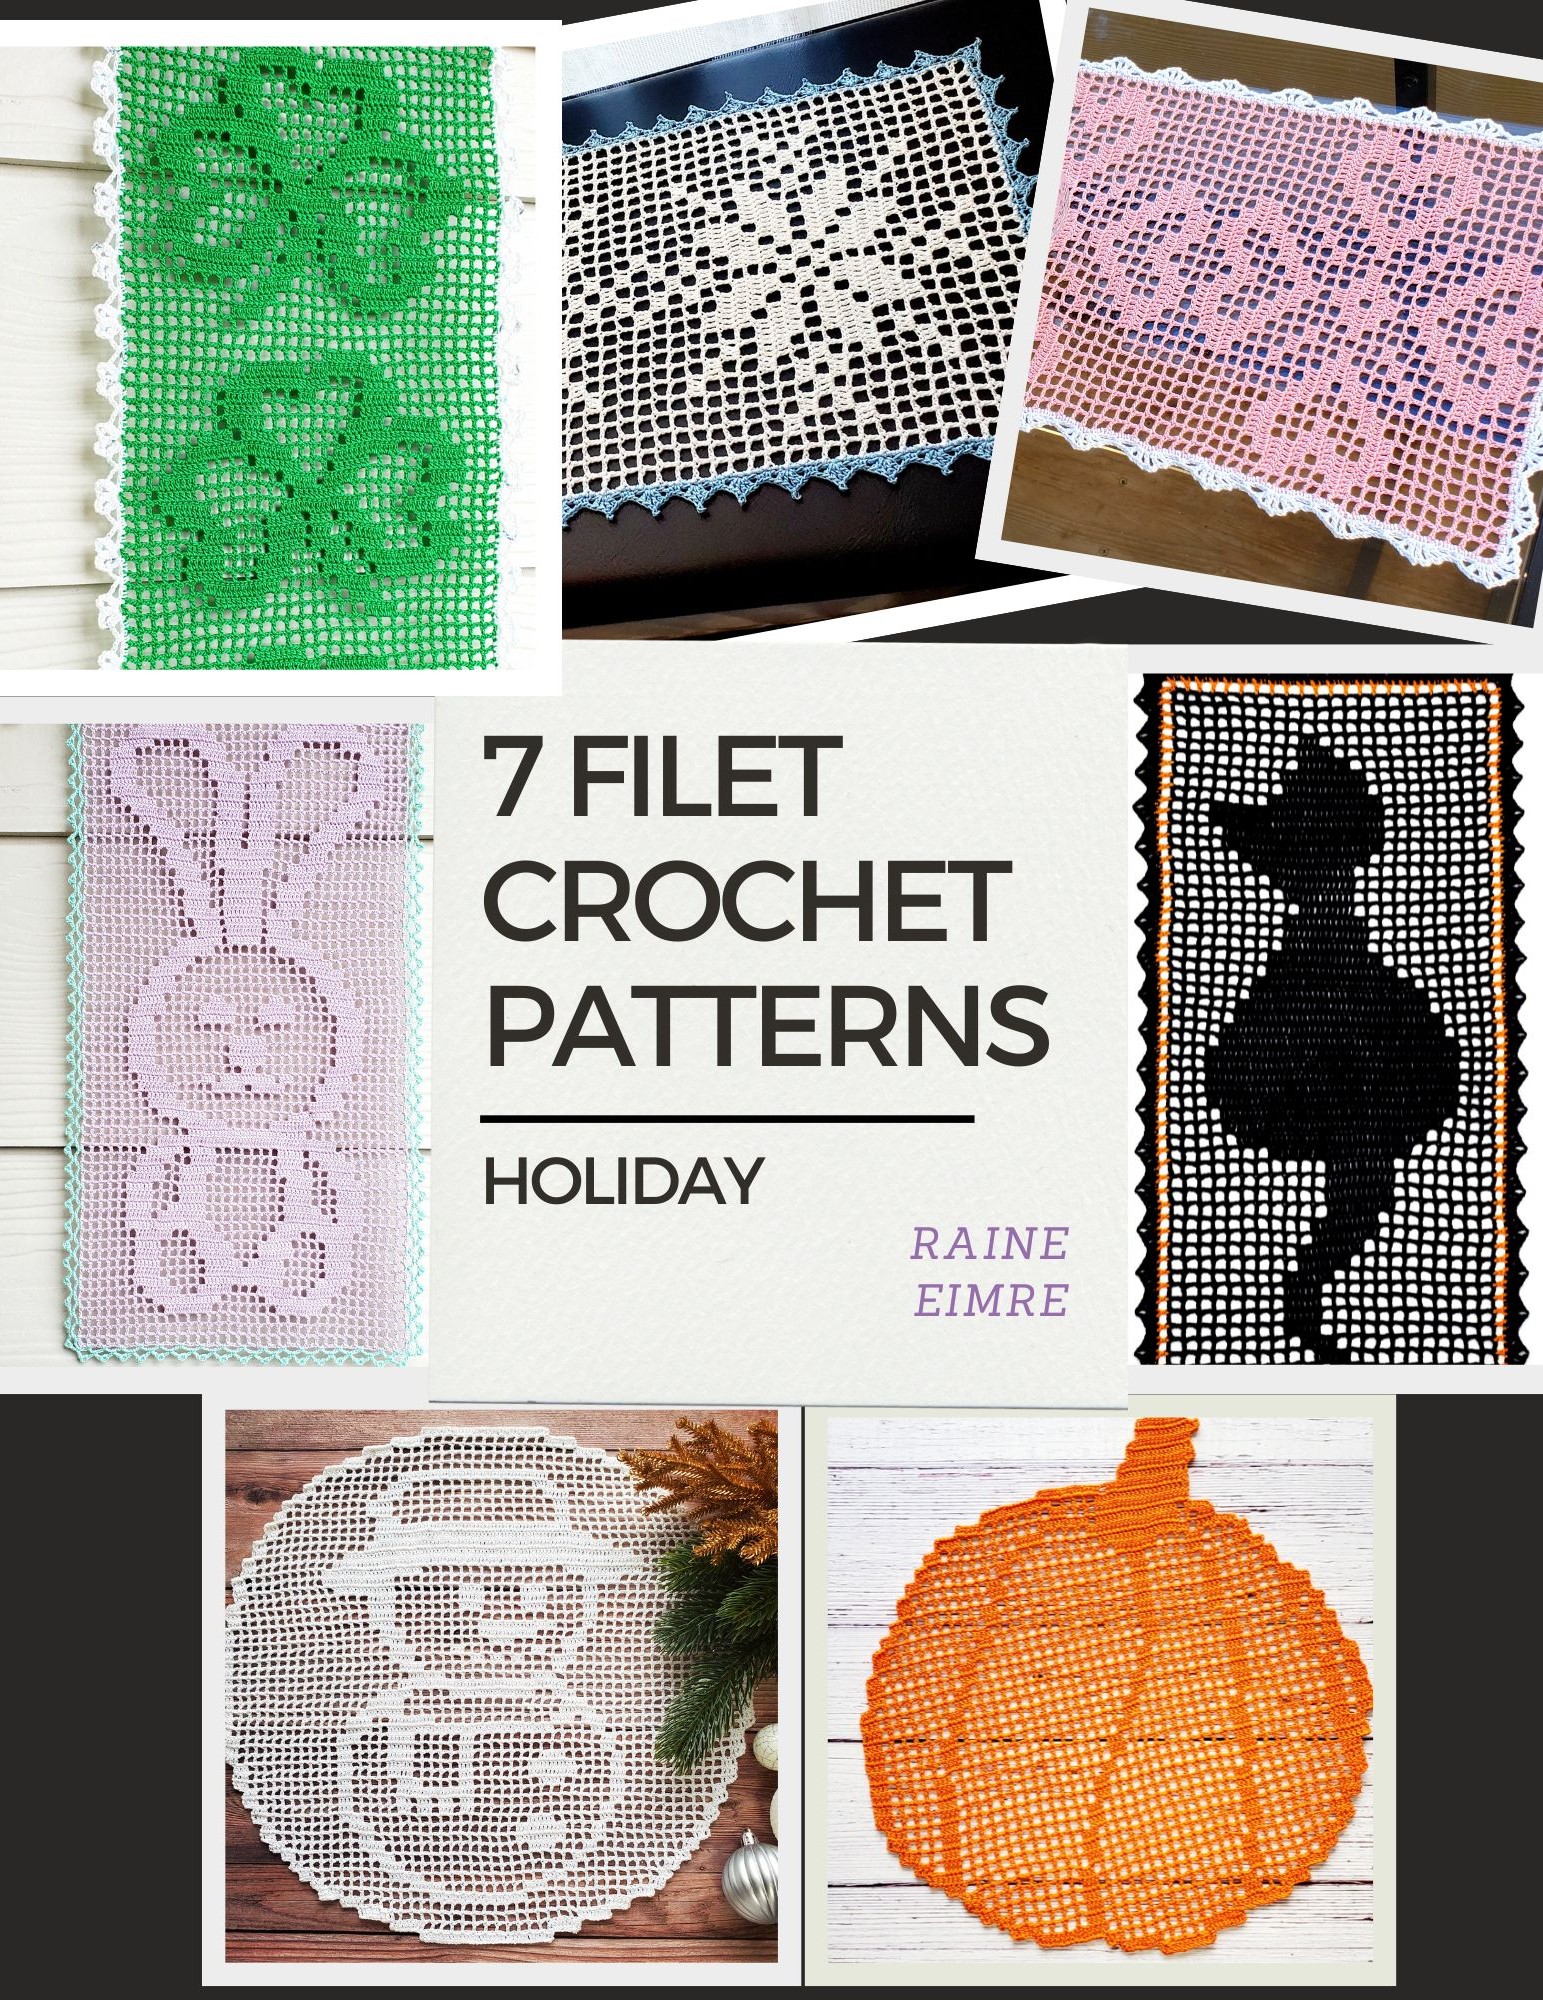 7 FILET
CROCHET
PATTERNS
HOLIDAY
RAINE
EIMRE